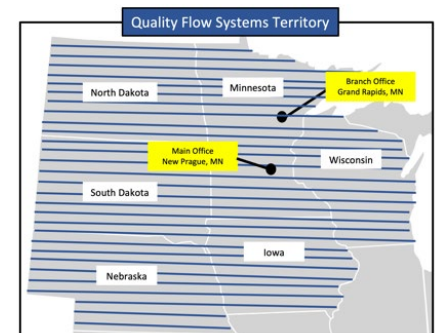 Quality Flow Systems Territory
Branch Office
Grand Rapids, MN
Minnesota
North Dakota
Main Office
New Prague, MN
Wisconsin
South Dakota
Iowa
Nebraska